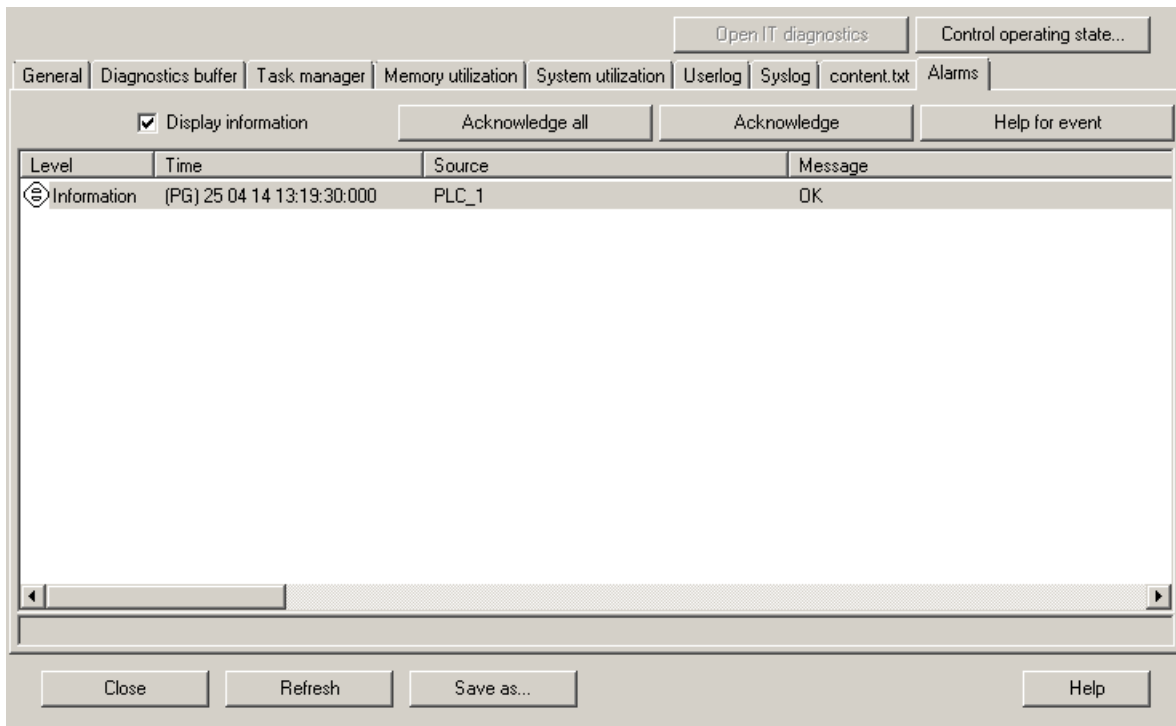 Open IT diagnostics Control operating state...
General Diagnostics buffer Task manager Memory utilization System utilization Userlog Syslog content.txt Alarms
Display information Acknowledge all Acknowledge Help for event
Level Time Source Message
Information (PG) 25 04 14 13:19:30:000 PLC_1 OK
Close Refresh Save as... Help